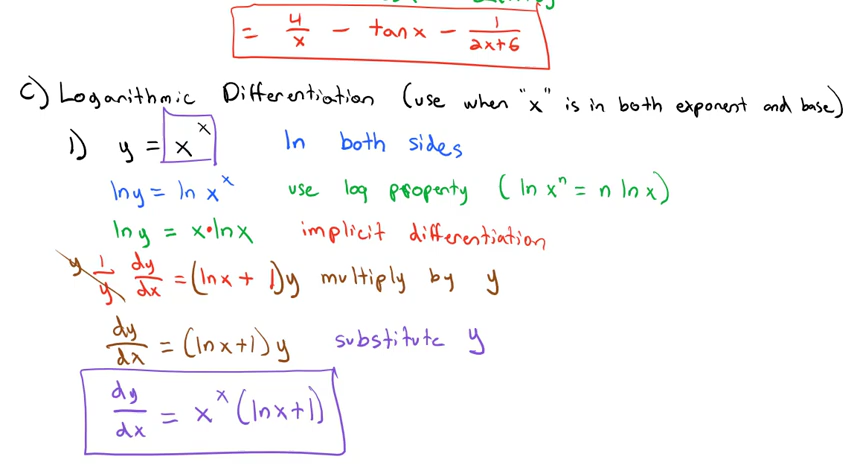 = 4/x - tanx - 1/(2x+6)
C) Logarithmic Differentiation (use when "x" is in both exponent and base)
1) y = x^x ln both sides
ln y = ln x^x use log property (ln x^n = n ln x)
ln y = x•ln x implicit differentiation
y 1/y dy/dx = (ln x + 1)y multiply by y
dy/dx = (ln x + 1) y substitute y
dy/dx = x^x (ln x + 1)